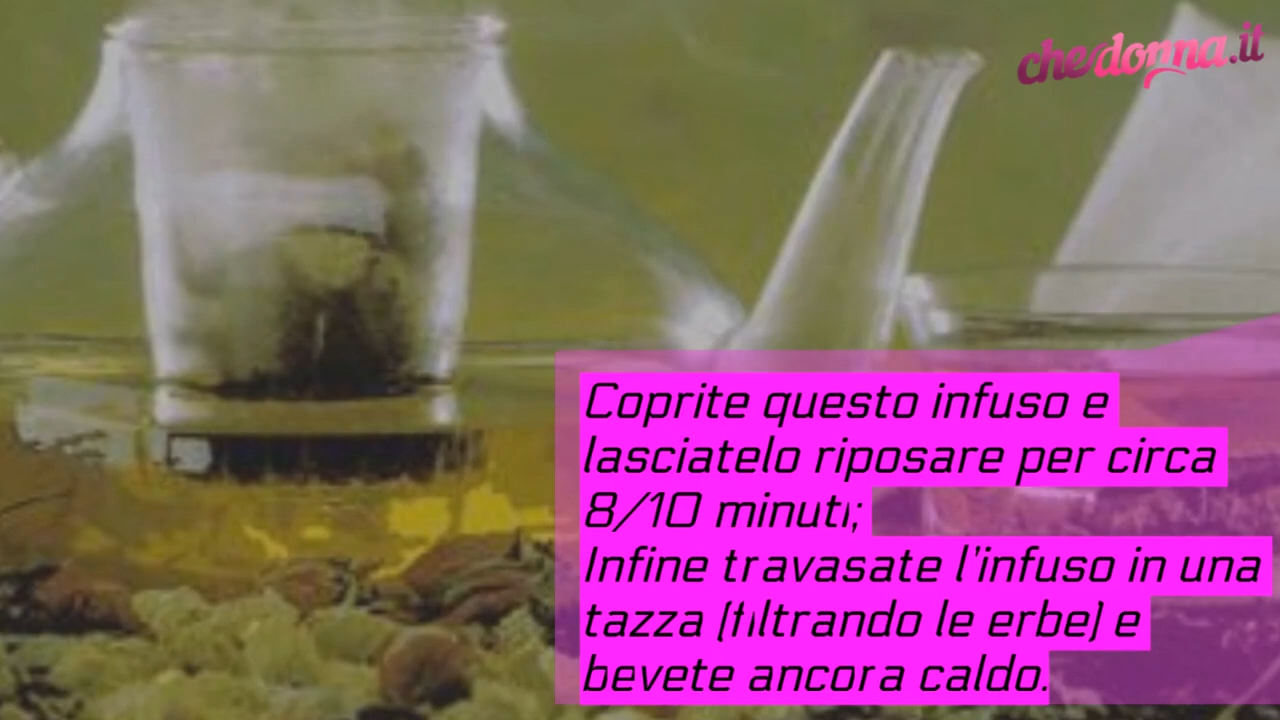 chedonna.it
Coprite questo infuso e
lasciatelo riposare per circa
8/10 minuti;
Infine travasate l'infuso in una
tazza (filtrando le erbe) e
bevete ancora caldo.